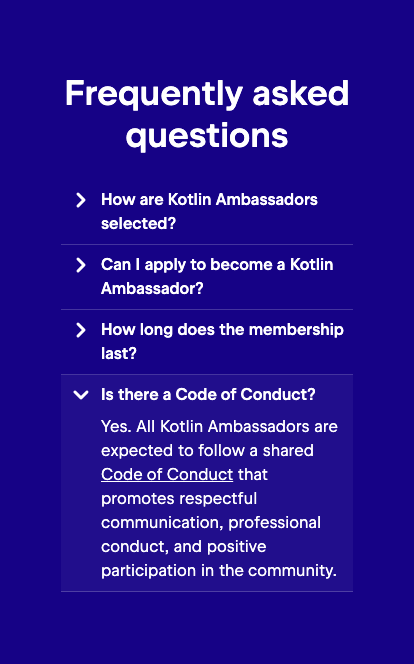 Frequently asked
questions
How are Kotlin Ambassadors
selected?
Can I apply to become a Kotlin
Ambassador?
How long does the membership
last?
Is there a Code of Conduct?
Yes. All Kotlin Ambassadors are
expected to follow a shared
Code of Conduct that
promotes respectful
communication, professional
conduct, and positive
participation in the community.